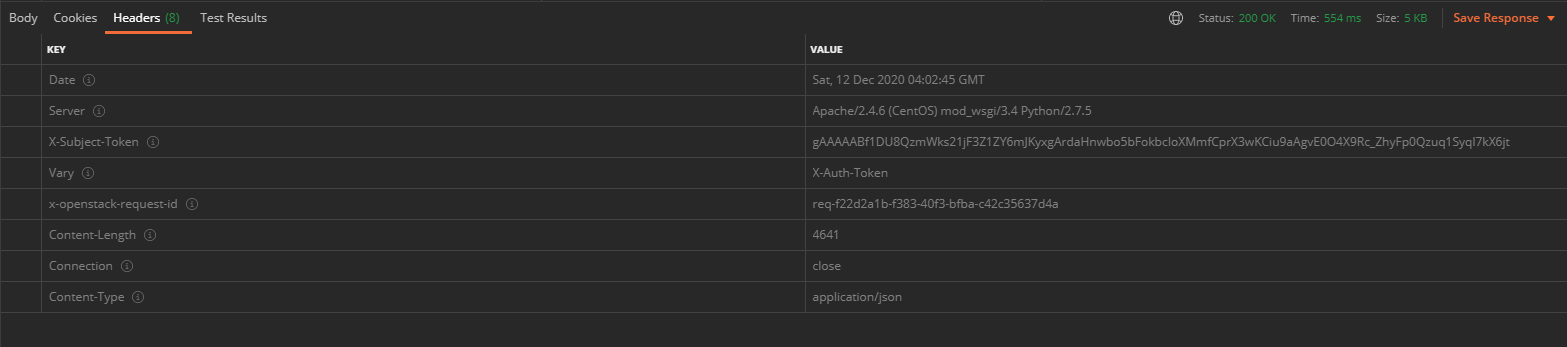 Body Cookies Headers (8) Test Results Status: 200 OK Time: 554 ms Size: 5 KB Save Response
KEY VALUE
Date Sat, 12 Dec 2020 04:02:45 GMT
Server Apache/2.4.6 (CentOS) mod_wsgi/3.4 Python/2.7.5
X-Subject-Token gAAAAABf1DU8QzmWks21jF3Z1ZY6mJKyxgArdaHnwbo5bFokbcIoXMmfCprX3wKCiu9aAgvE0O4X9Rc_ZhyFp0Qzuq1SyqI7kX6jt
Vary X-Auth-Token
x-openstack-request-id req-f22d2a1b-f383-40f3-bfba-c42c35637d4a
Content-Length 4641
Connection close
Content-Type application/json